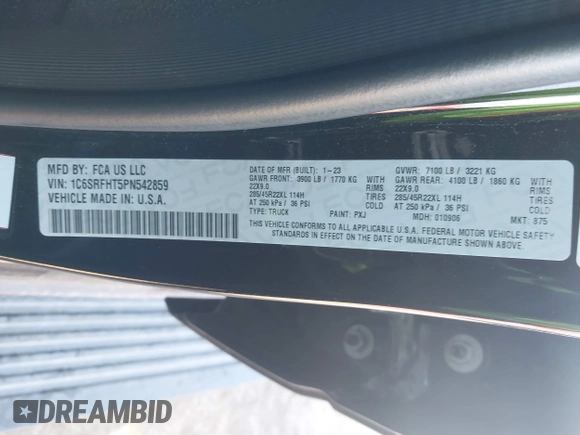 MFD BY: FCA US LLC
VIN: 1C6SRFHT5PN542859
VEHICLE MADE IN: U.S.A.
DATE OF MFR (BUILT): 1-23
GAWR FRONT: 3900 LB / 1770 KG
22X9.0 RIMS
285/45R22XL 114H TIRES
AT 250 kPa / 36 PSI COLD
TYPE: TRUCK PAINT: PXJ
GVWR: 7100 LB / 3221 KG
GAWR REAR: 4100 LB / 1860 KG
22X9.0 RIMS
285/45R22XL 114H TIRES
AT 250 kPa / 36 PSI COLD
MDH: 010906 MKT: 875
THIS VEHICLE CONFORMS TO ALL APPLICABLE U.S.A. FEDERAL MOTOR VEHICLE SAFETY
STANDARDS IN EFFECT ON THE DATE OF MANUFACTURE SHOWN ABOVE.
DREAMBID